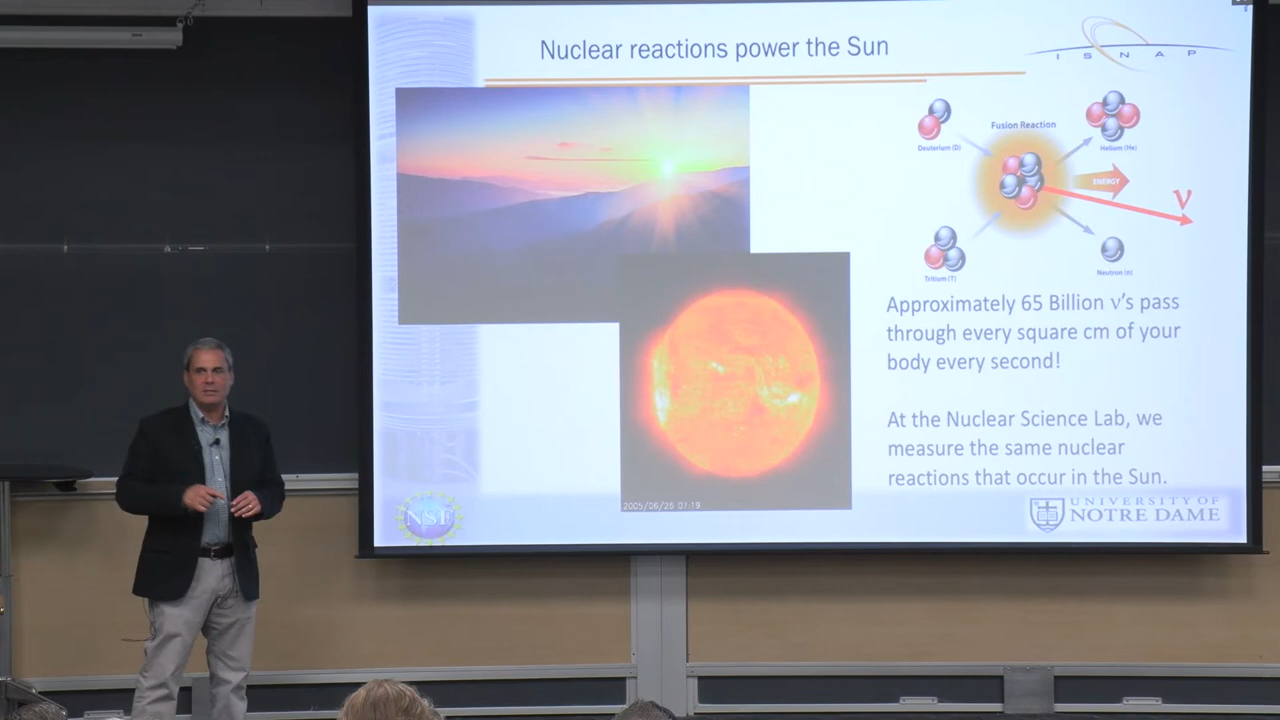 Nuclear reactions power the Sun
I S N A P
Fusion Reaction
Deuterium (D)
Helium (He)
ENERGY
ν
Tritium (T)
Neutron (n)
Approximately 65 Billion ν's pass
through every square cm of your
body every second!
At the Nuclear Science Lab, we
measure the same nuclear
reactions that occur in the Sun.
2005/06/26 01:19
NSF
UNIVERSITY OF
NOTRE DAME